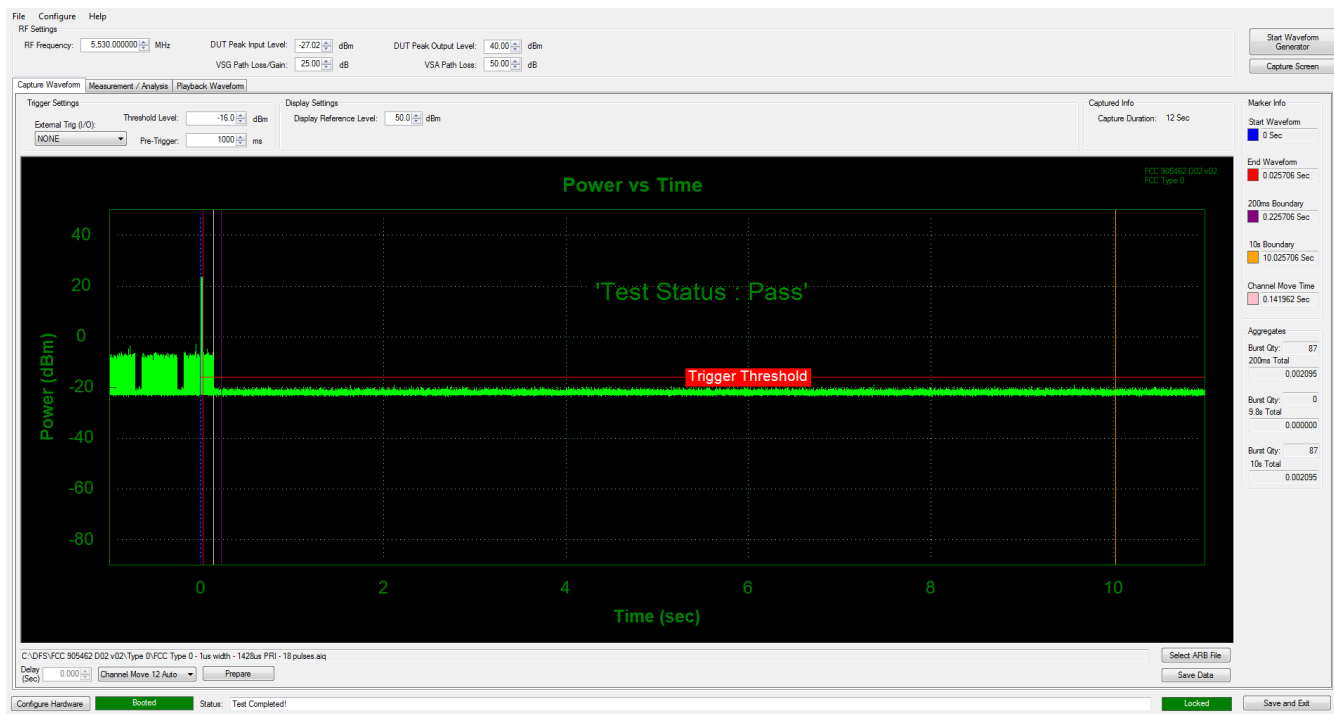 File Configure Help
RF Settings
RF Frequency: 5,530.000000 MHz DUT Peak Input Level: -27.02 dBm DUT Peak Output Level: 40.00 dBm
VSG Path Loss/Gain: 25.00 dB VSA Path Loss: 50.00 dB
Start Waveform
Generator
Capture Screen
Capture Waveform Measurement / Analysis Playback Waveform
Trigger Settings
External Trig (I/O):
NONE
Threshold Level: -16.0 dBm
Pre-Trigger: 1000 ms
Display Settings
Display Reference Level: 50.0 dBm
Captured Info
Capture Duration: 12 Sec
Power vs Time
FCC 905462 D02 v02
FCC Type 0
'Test Status : Pass'
Trigger Threshold
Power (dBm)
40
20
0
-20
-40
-60
-80
0 2 4 6 8 10
Time (sec)
Marker Info
Start Waveform
0 Sec
End Waveform
0.025706 Sec
200ms Boundary
0.225706 Sec
10s Boundary
10.025706 Sec
Channel Move Time
0.141962 Sec
Aggregates
Burst Qty: 87
200ms Total
0.002095
Burst Qty: 0
9.8s Total
0.000000
Burst Qty: 87
10s Total
0.002095
C:\DFS\FCC 905462 D02 v02\Type 0\FCC Type 0 - 1us width - 1428us PRI - 18 pulses.aiq
Select ARB File
Delay
(Sec) 0.000 Channel Move 12 Auto Prepare
Save Data
Configure Hardware Booted Status: Test Completed! Locked Save and Exit